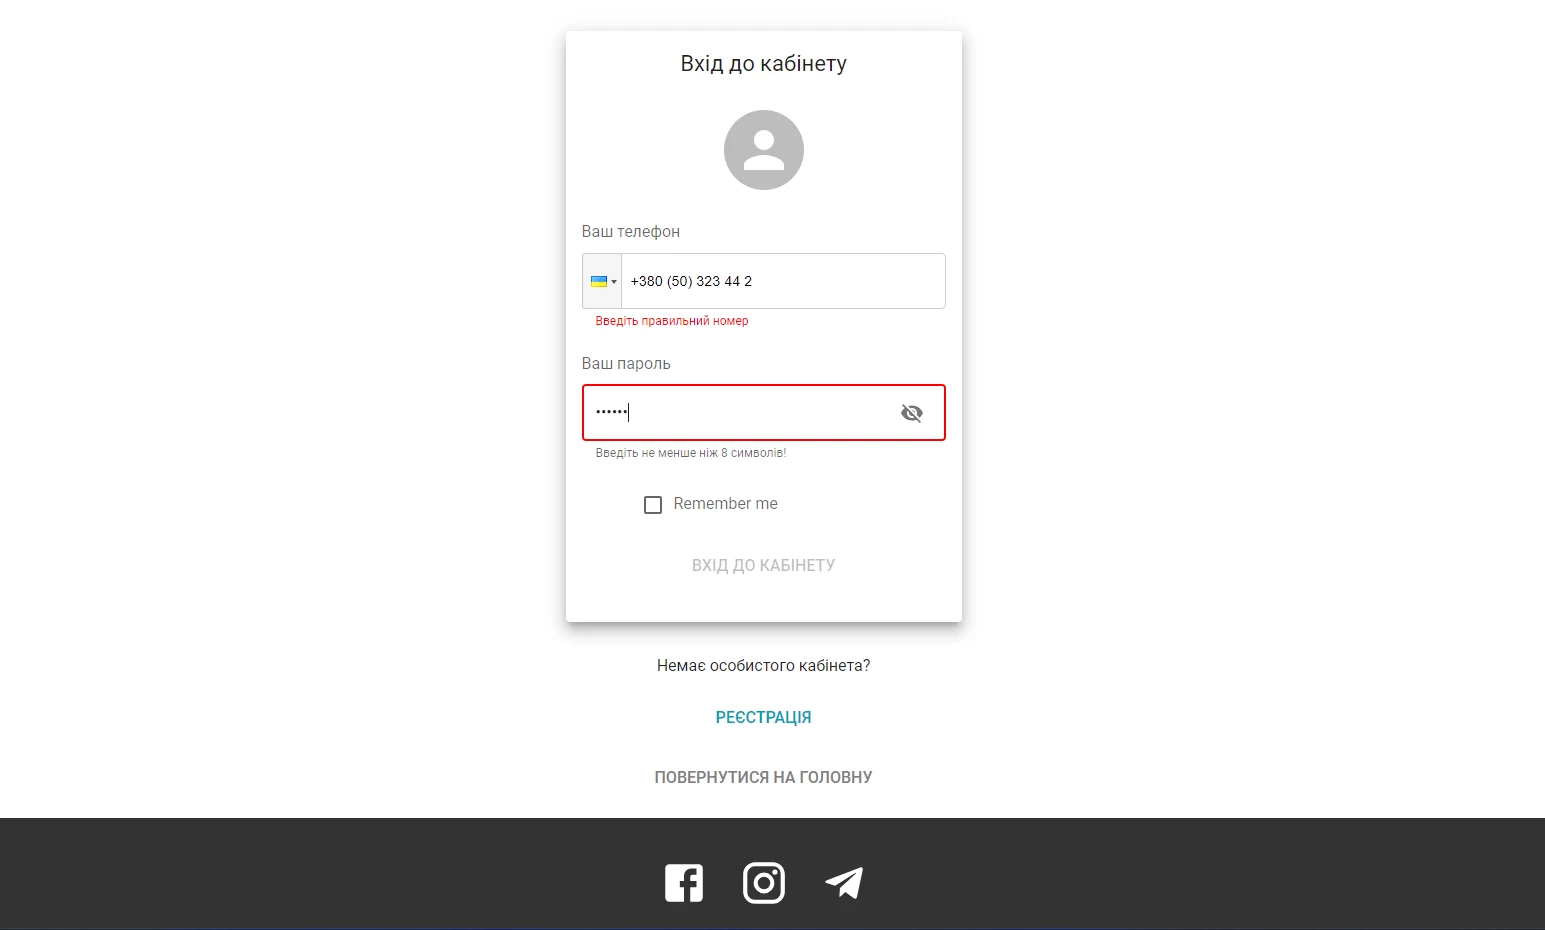 Вхід до кабінету
Ваш телефон
+380 (50) 323 44 2
Введіть правильний номер
Ваш пароль
••••••
Введіть не менше ніж 8 символів!
Remember me
ВХІД ДО КАБІНЕТУ
Немає особистого кабінета?
РЕЄСТРАЦІЯ
ПОВЕРНУТИСЯ НА ГОЛОВНУ